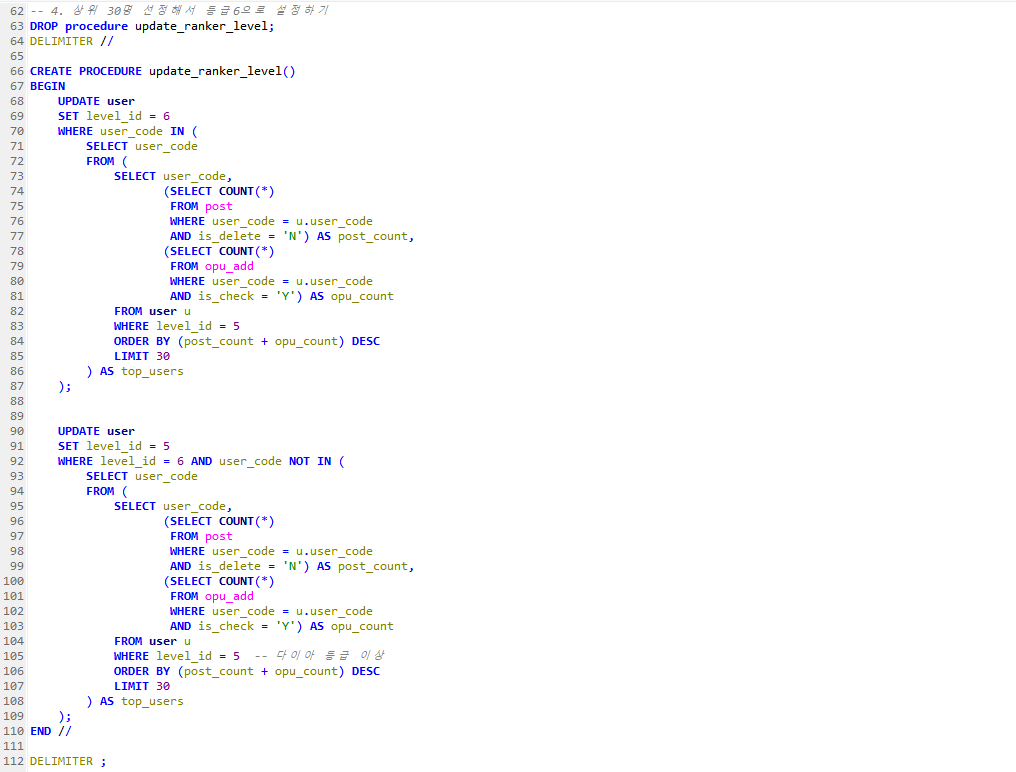 62 -- 4. 상위 30명 선정해서 등급6으로 설정하기
63 DROP procedure update_ranker_level;
64 DELIMITER //
65
66 CREATE PROCEDURE update_ranker_level()
67 BEGIN
68 UPDATE user
69 SET level_id = 6
70 WHERE user_code IN (
71 SELECT user_code
72 FROM (
73 SELECT user_code,
74 (SELECT COUNT(*)
75 FROM post
76 WHERE user_code = u.user_code
77 AND is_delete = 'N') AS post_count,
78 (SELECT COUNT(*)
79 FROM opu_add
80 WHERE user_code = u.user_code
81 AND is_check = 'Y') AS opu_count
82 FROM user u
83 WHERE level_id = 5
84 ORDER BY (post_count + opu_count) DESC
85 LIMIT 30
86 ) AS top_users
87 );
88
89
90 UPDATE user
91 SET level_id = 5
92 WHERE level_id = 6 AND user_code NOT IN (
93 SELECT user_code
94 FROM (
95 SELECT user_code,
96 (SELECT COUNT(*)
97 FROM post
98 WHERE user_code = u.user_code
99 AND is_delete = 'N') AS post_count,
100 (SELECT COUNT(*)
101 FROM opu_add
102 WHERE user_code = u.user_code
103 AND is_check = 'Y') AS opu_count
104 FROM user u
105 WHERE level_id = 5 -- 다이아 등급 이상
106 ORDER BY (post_count + opu_count) DESC
107 LIMIT 30
108 ) AS top_users
109 );
110 END //
111
112 DELIMITER ;